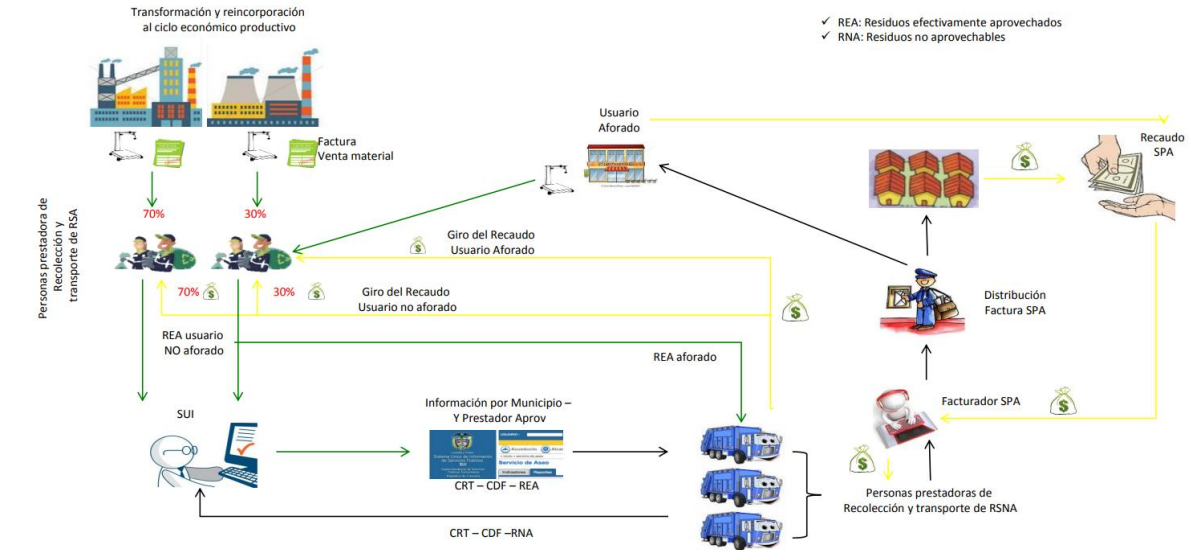 Transformación y reincorporación
al ciclo económico productivo
✓ REA: Residuos efectivamente aprovechados
✓ RNA: Residuos no aprovechables
Factura
Venta material
Usuario
Aforado
Recaudo
SPA
Personas prestadora de
Recolección y
transporte de RSA
70%
30%
Giro del Recaudo
Usuario Aforado
70%
30%
Giro del Recaudo
Usuario no aforado
Distribución
Factura SPA
REA usuario
NO aforado
REA aforado
SUI
Información por Municipio –
Y Prestador Aprov
Facturador SPA
Servicio de Aseo
CRT – CDF – REA
Personas prestadoras de
Recolección y transporte de RSNA
CRT – CDF –RNA